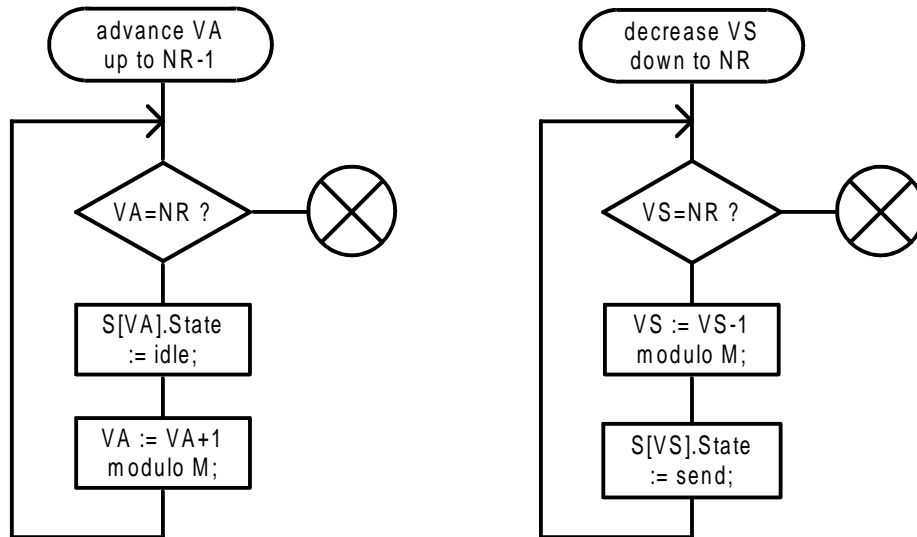 advance VA
up to NR-1
VA=NR ?
S[VA].State
:= idle;
VA := VA+1
modulo M;
decrease VS
down to NR
VS=NR ?
VS := VS-1
modulo M;
S[VS].State
:= send;